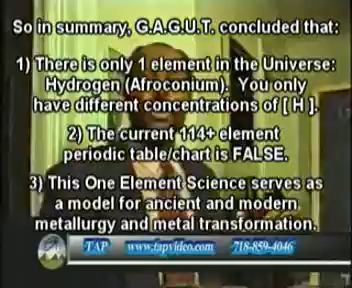 So in summary, G.A.G.U.T. concluded that:
1) There is only 1 element in the Universe:
Hydrogen (Afroconium). You only
have different concentrations of [ H ].
2) The current 114+ element
periodic table/chart is FALSE.
3) This One Element Science serves as
a model for ancient and modern
metallurgy and metal transformation.
TAP www.tapvideo.com 718-859-4046